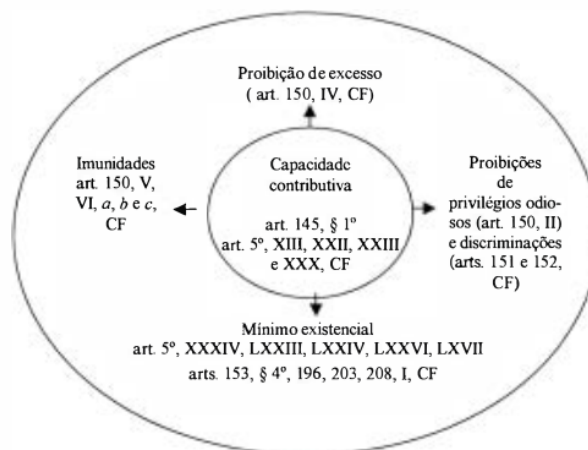 Proibição de excesso
( art. 150, IV, CF)
Imunidades
art. 150, V,
VI, a, b e c,
CF
Capacidade
contributiva
art. 145, § 1º
art. 5º, XIII, XXII, XXIII
e XXX, CF
Proibições
de
privilégios odio-
sos (art. 150, II)
e discriminações
(arts. 151 e 152,
CF)
Mínimo existencial
art. 5º, XXXIV, LXXIII, LXXIV, LXXVI, LXVII
arts. 153, § 4º, 196, 203, 208, I, CF